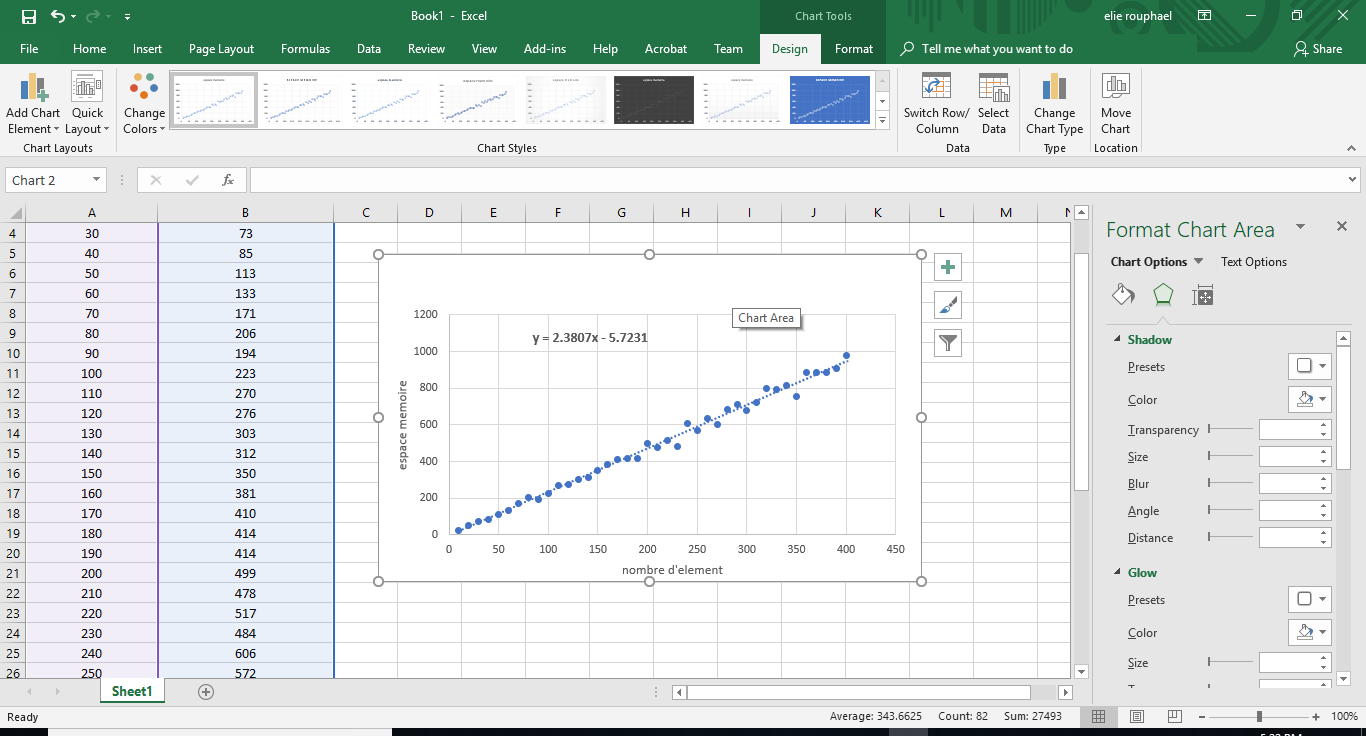 Book1 - Excel
Chart Tools
elie rouphael
File Home Insert Page Layout Formulas Data Review View Add-ins Help Acrobat Team Design Format Tell me what you want to do Share
Add Chart Element
Quick Layout
Change Colors
Switch Row/ Column
Select Data
Change Chart Type
Move Chart
Chart Layouts Chart Styles Data Type Location
Chart 2
fx
A B C D E F G H I J K L M N
4 30 73
5 40 85
6 50 113
7 60 133
8 70 171
9 80 206
10 90 194
11 100 223
12 110 270
13 120 276
14 130 303
15 140 312
16 150 350
17 160 381
18 170 410
19 180 414
20 190 414
21 200 499
22 210 478
23 220 517
24 230 484
25 240 606
26 250 572
Chart Area
y = 2.3807x - 5.7231
1200
1000
800
600
400
200
0
espace memoire
0 50 100 150 200 250 300 350 400 450
nombre d'element
Format Chart Area
Chart Options Text Options
Shadow
Presets
Color
Transparency
Size
Blur
Angle
Distance
Glow
Presets
Color
Size
Sheet1
Ready
Average: 343.6625 Count: 82 Sum: 27493
100%